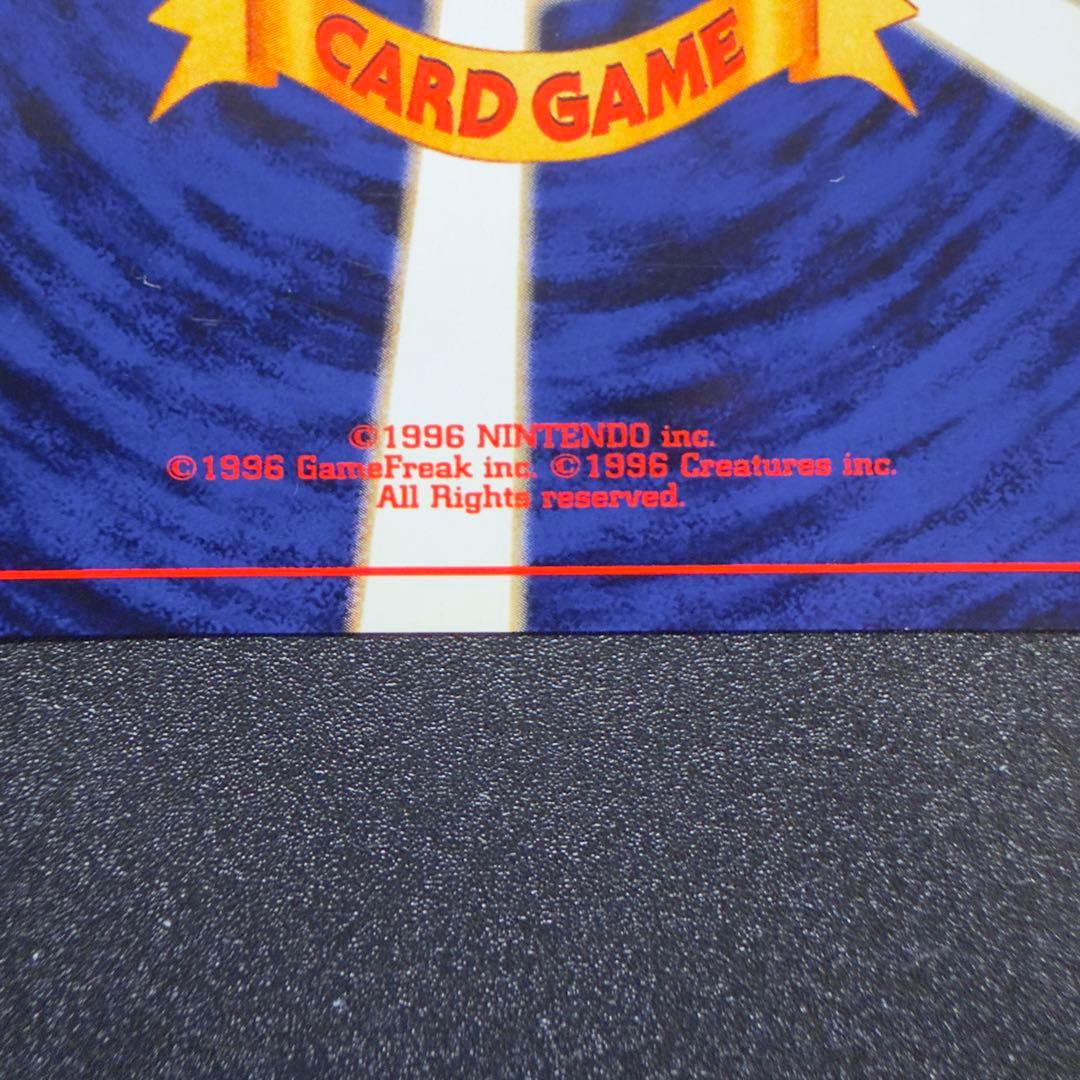 CARD GAME
©1996 NINTENDO inc.
©1996 GameFreak inc. ©1996 Creatures inc.
All Rights reserved.